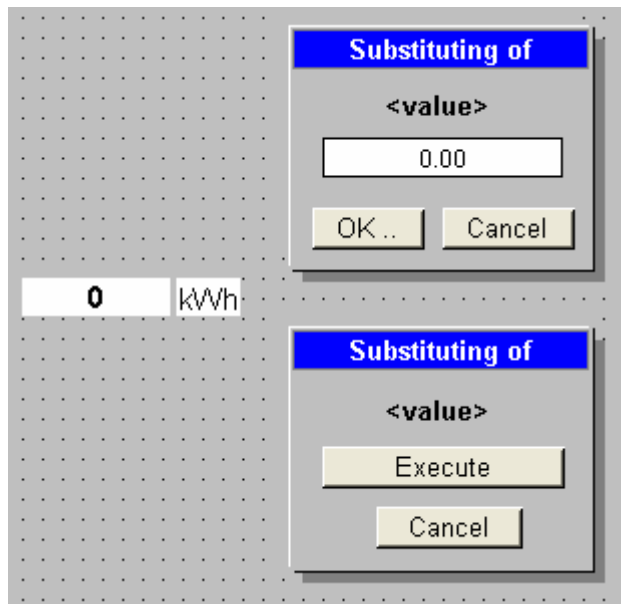 Substituting of
<value>
0.00
OK .. Cancel
0 kWh
Substituting of
<value>
Execute
Cancel